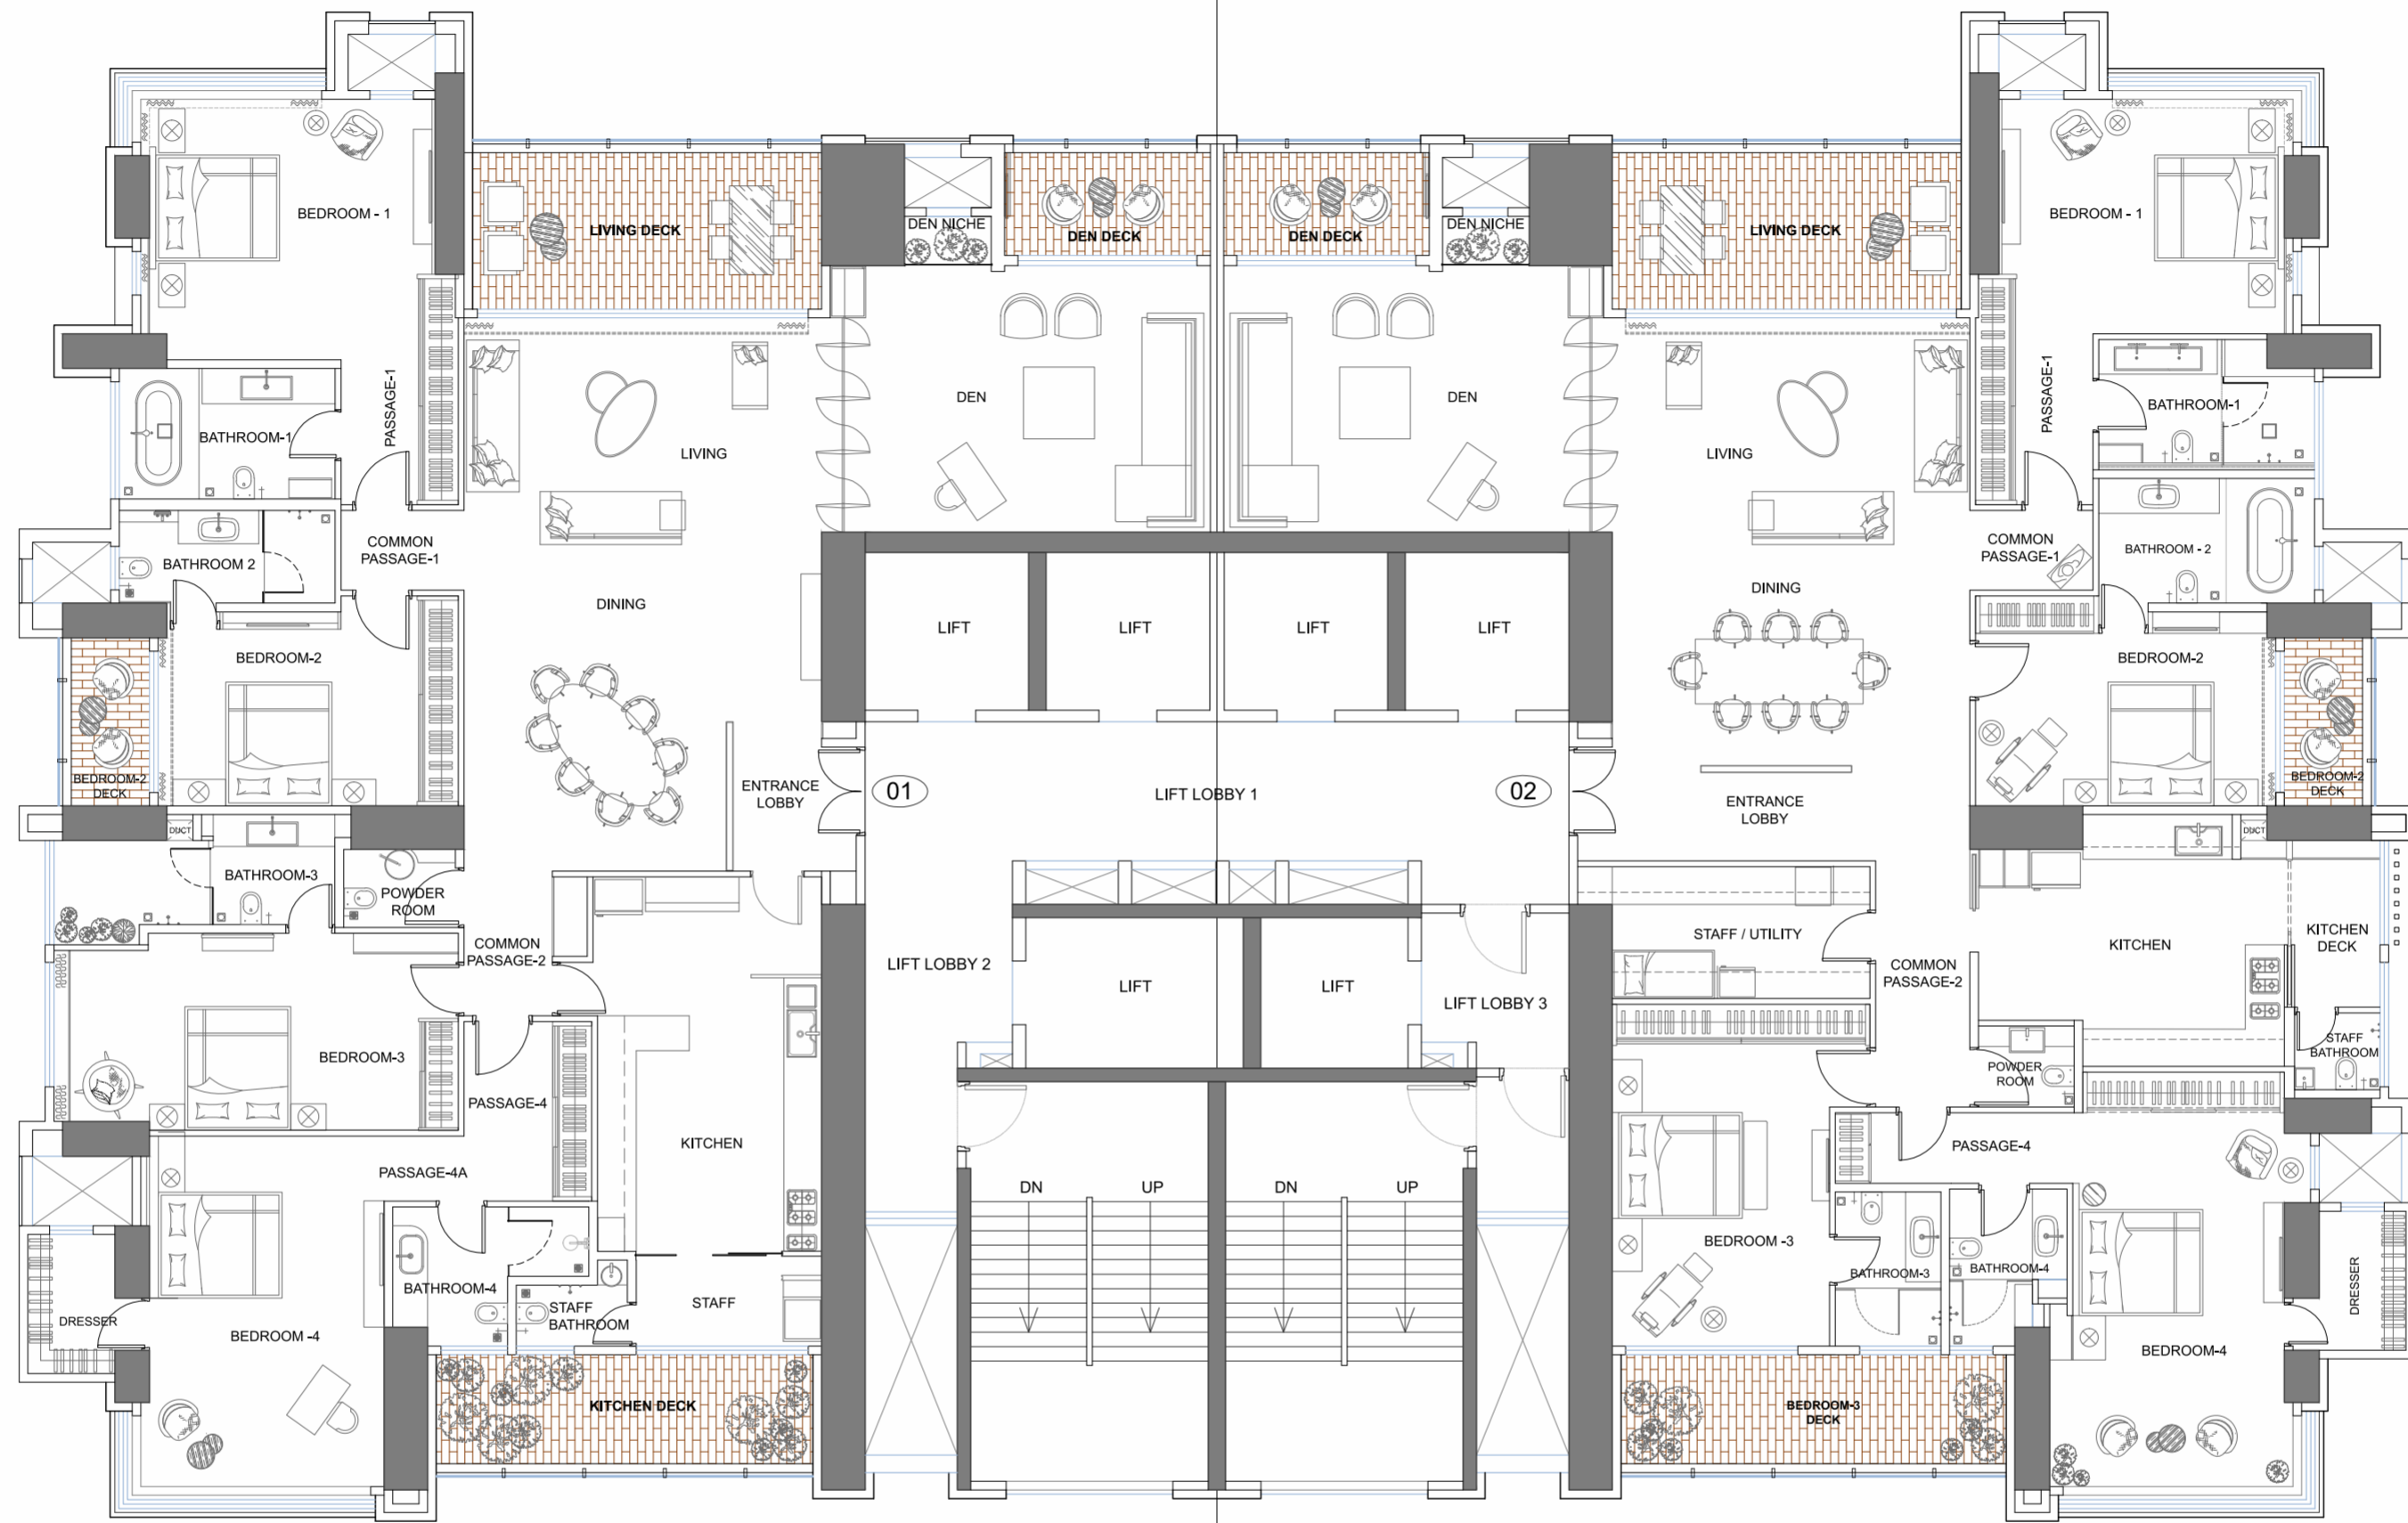 BEDROOM - 1
LIVING DECK
DEN NICHE
DEN DECK
DEN DECK
DEN NICHE
LIVING DECK
BEDROOM - 1
PASSAGE-1
BATHROOM-1
LIVING
DEN
DEN
LIVING
PASSAGE-1
BATHROOM-1
BATHROOM 2
COMMON
PASSAGE-1
COMMON
PASSAGE-1
BATHROOM - 2
DINING
LIFT
LIFT
LIFT
LIFT
DINING
BEDROOM-2
BEDROOM-2
BEDROOM-2
DECK
ENTRANCE
LOBBY
01
LIFT LOBBY 1
02
ENTRANCE
LOBBY
BEDROOM-2
DECK
DUCT
DUCT
BATHROOM-3
POWDER
ROOM
COMMON
PASSAGE-2
LIFT LOBBY 2
LIFT
LIFT
LIFT LOBBY 3
STAFF / UTILITY
COMMON
PASSAGE-2
KITCHEN
KITCHEN
DECK
BEDROOM-3
PASSAGE-4
POWDER
ROOM
STAFF
BATHROOM
PASSAGE-4A
KITCHEN
PASSAGE-4
DN
UP
DN
UP
BATHROOM-4
STAFF
BATHROOM
STAFF
DRESSER
BEDROOM -4
BEDROOM -3
BATHROOM-3
BATHROOM-4
DRESSER
BEDROOM-4
KITCHEN DECK
BEDROOM-3
DECK